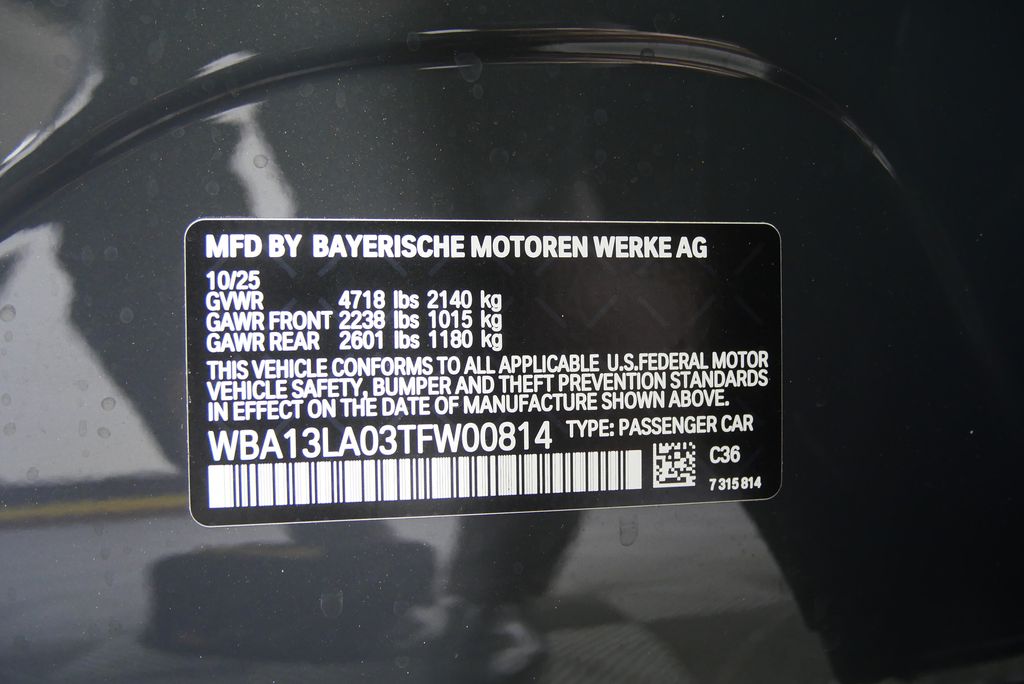 MFD BY BAYERISCHE MOTOREN WERKE AG
10/25
GVWR 4718 lbs 2140 kg
GAWR FRONT 2238 lbs 1015 kg
GAWR REAR 2601 lbs 1180 kg
THIS VEHICLE CONFORMS TO ALL APPLICABLE U.S.FEDERAL MOTOR
VEHICLE SAFETY, BUMPER AND THEFT PREVENTION STANDARDS
IN EFFECT ON THE DATE OF MANUFACTURE SHOWN ABOVE.
WBA13LA03TFW00814 TYPE: PASSENGER CAR
C36
7 315 814